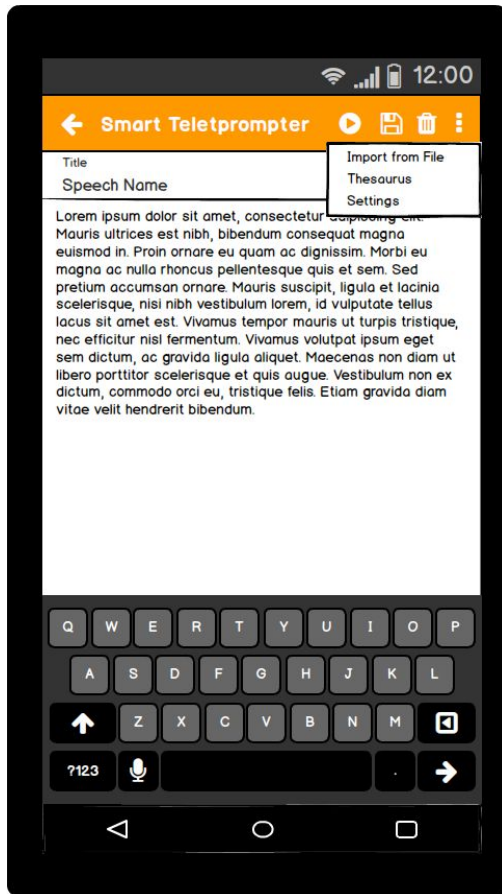 12:00
Smart Teletprompter
Import from File
Thesaurus
Settings
Title
Speech Name
Lorem ipsum dolor sit amet, consectetur adipiscing elit.
Mauris ultrices est nibh, bibendum consequat magna
euismod in. Proin ornare eu quam ac dignissim. Morbi eu
magna ac nulla rhoncus pellentesque quis et sem. Sed
pretium accumsan ornare. Mauris suscipit, ligula et lacinia
scelerisque, nisi nibh vestibulum lorem, id vulputate tellus
lacus sit amet est. Vivamus tempor mauris ut turpis tristique,
nec efficitur nisl fermentum. Vivamus volutpat ipsum eget
sem dictum, ac gravida ligula aliquet. Maecenas non diam ut
libero porttitor scelerisque et quis augue. Vestibulum non ex
dictum, commodo orci eu, tristique felis. Etiam gravida diam
vitae velit hendrerit bibendum.
Q W E R T Y U I O P
A S D F G H J K L
Z X C V B N M
?123 .